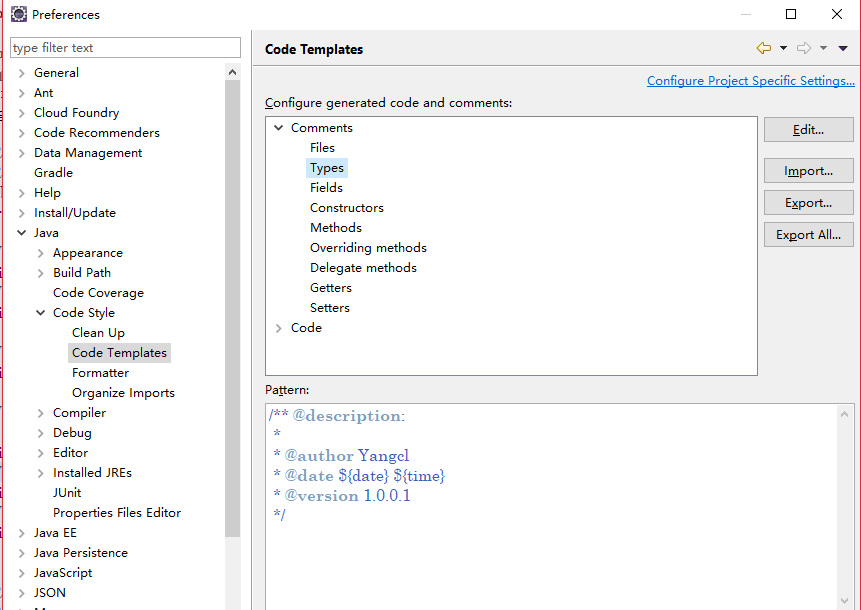 Preferences
type filter text
General
Ant
Cloud Foundry
Code Recommenders
Data Management
Gradle
Help
Install/Update
Java
Appearance
Build Path
Code Coverage
Code Style
Clean Up
Code Templates
Formatter
Organize Imports
Compiler
Debug
Editor
Installed JREs
JUnit
Properties Files Editor
Java EE
Java Persistence
JavaScript
JSON
Code Templates
Configure Project Specific Settings...
Configure generated code and comments:
Comments
Files
Types
Fields
Constructors
Methods
Overriding methods
Delegate methods
Getters
Setters
Code
Edit...
Import...
Export...
Export All...
Pattern:
/** @description:
*
* @author Yangcl
* @date ${date} ${time}
* @version 1.0.0.1
*/